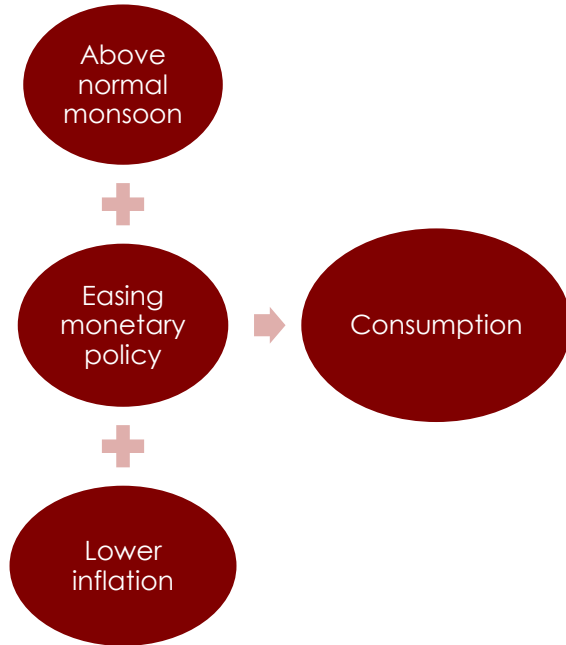 Above
normal
monsoon
Easing
monetary
policy
Consumption
Lower
inflation